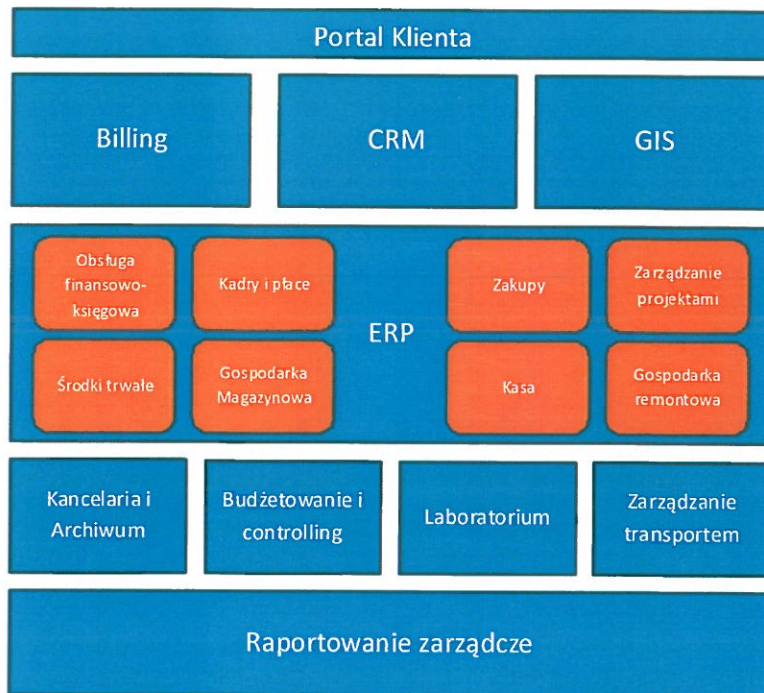 Portal Klienta
Billing
CRM
GIS
Obsługa
finansowo-
księgowa
Kadry i płace
Zakupy
Zarządzanie
projektami
ERP
Środki trwałe
Gospodarka
Magazynowa
Kasa
Gospodarka
remontowa
Kancelaria i
Archiwum
Budżetowanie i
controlling
Laboratorium
Zarządzanie
transportem
Raportowanie zarządcze